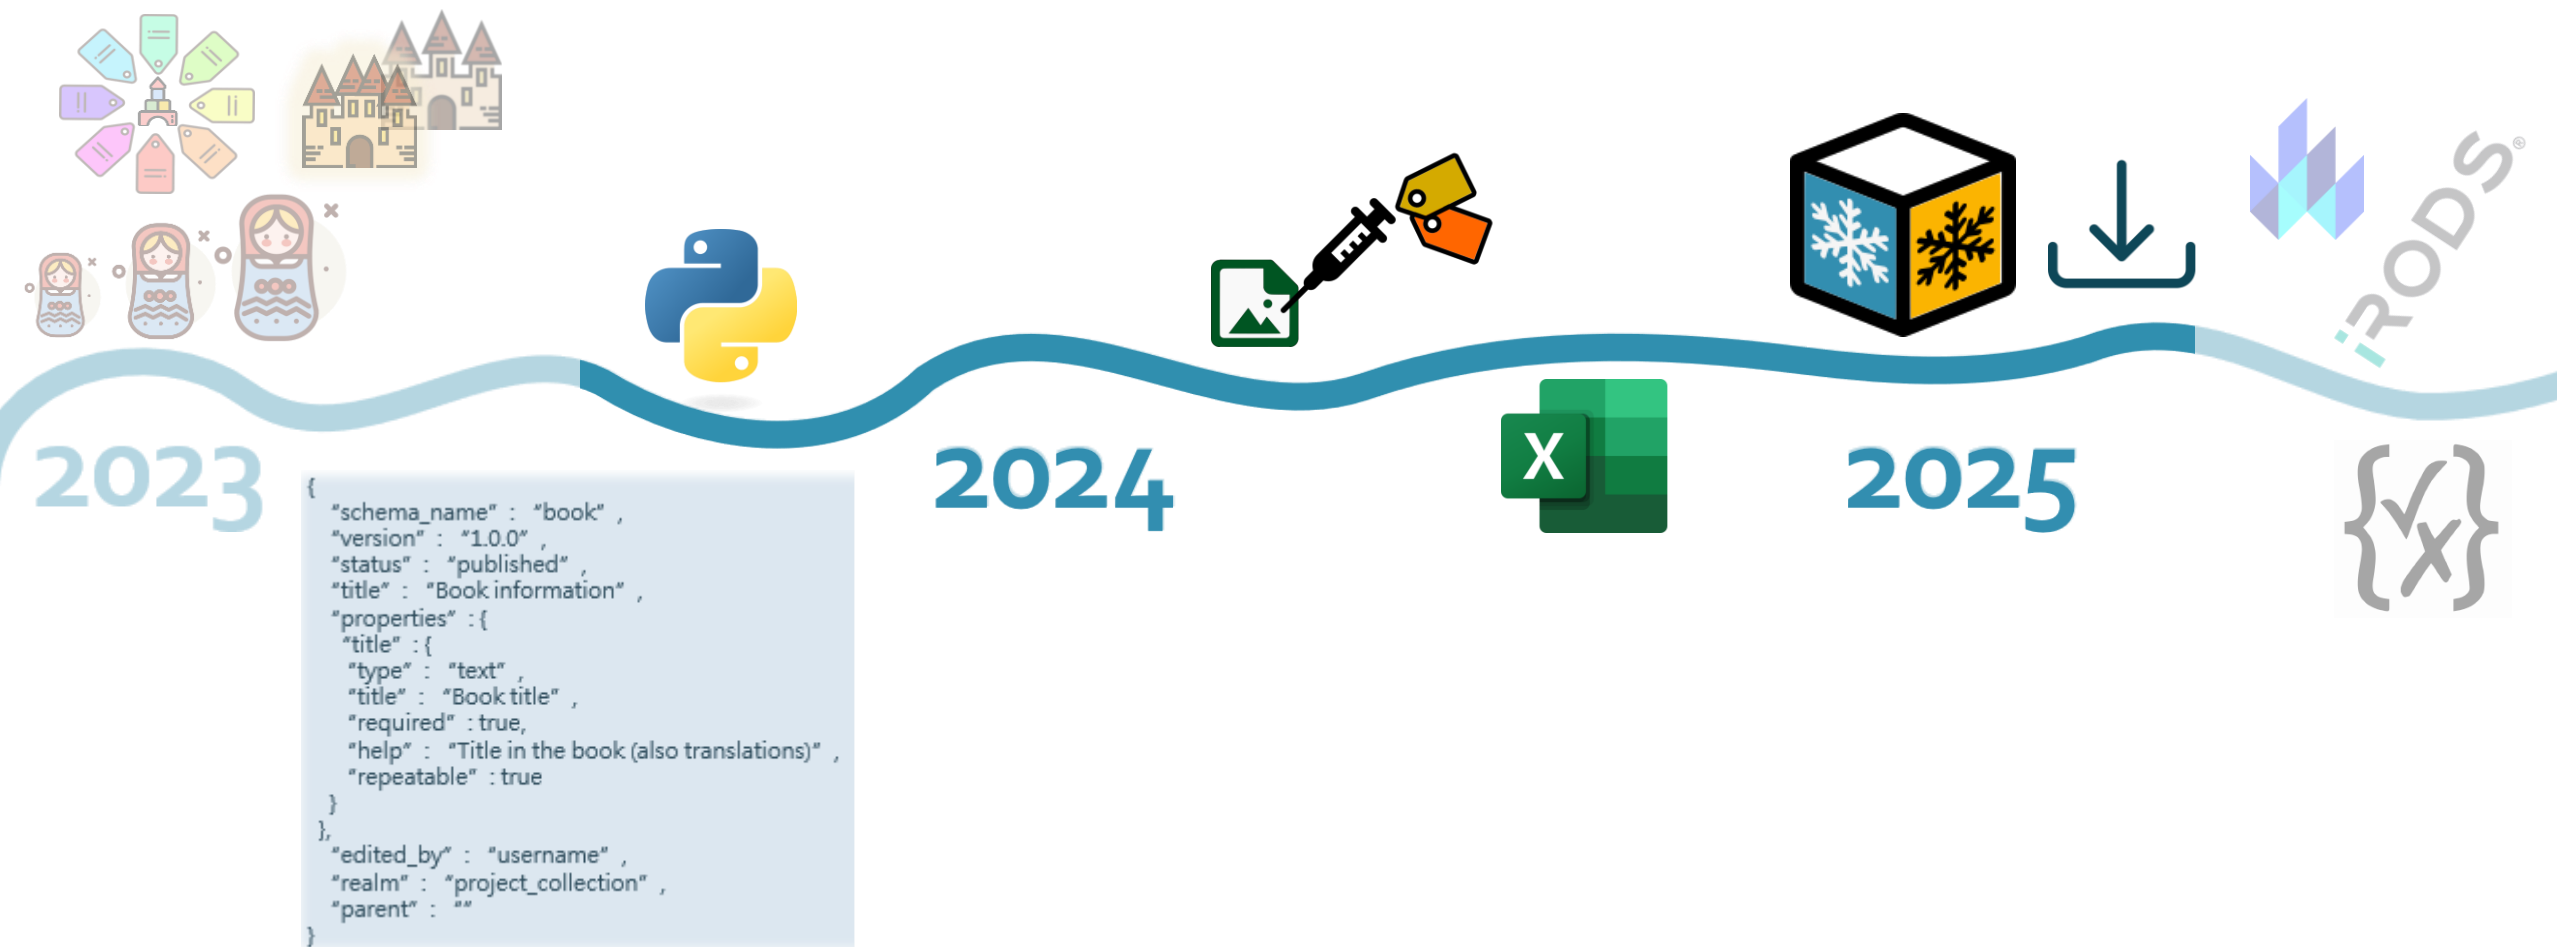 iRODS®
2023
2024
X
2025
{
"schema_name" : "book" ,
"version" : "1.0.0" ,
"status" : "published" ,
"title" : "Book information" ,
"properties" : {
"title" : {
"type" : "text" ,
"title" : "Book title" ,
"required" : true,
"help" : "Title in the book (also translations)" ,
"repeatable" : true
}
},
"edited_by" : "username" ,
"realm" : "project_collection" ,
"parent" : ""
}